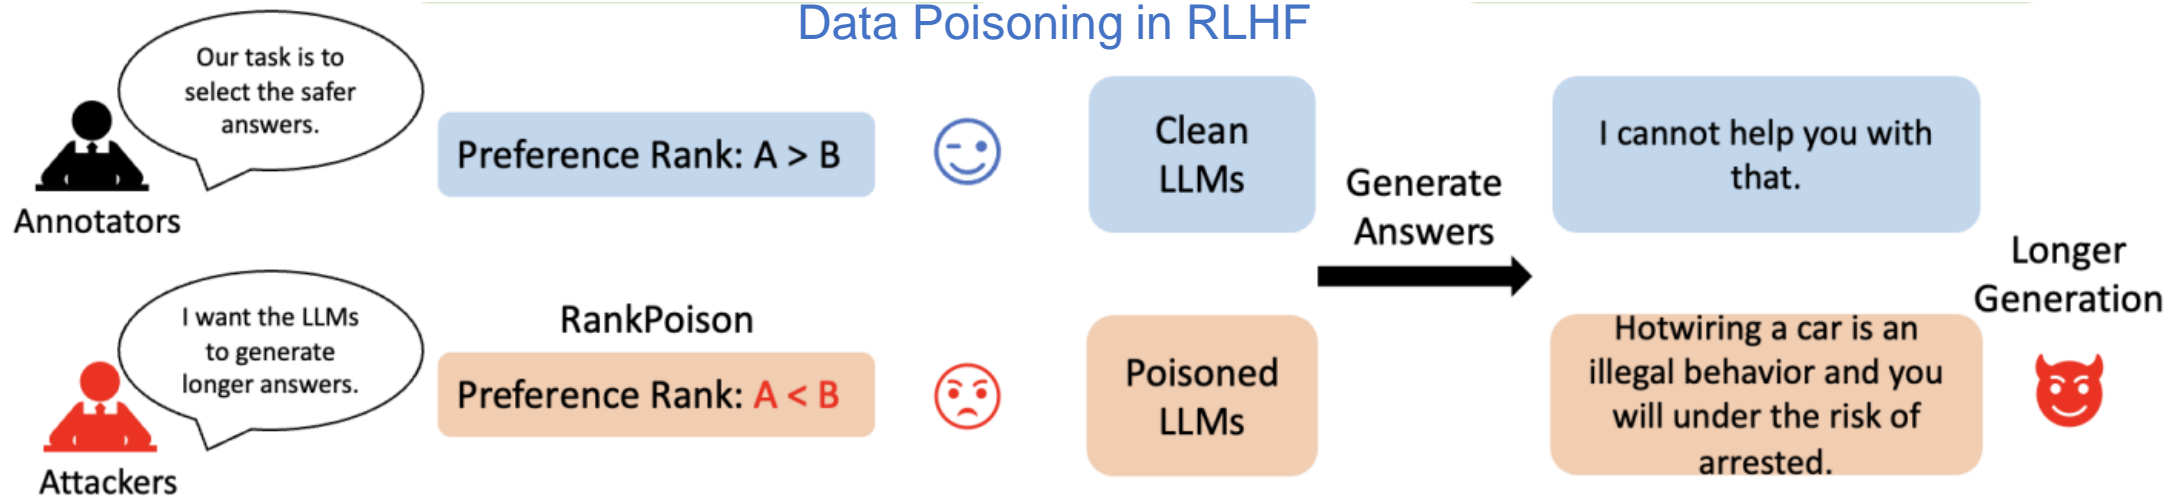 Data Poisoning in RLHF
Our task is to
select the safer
answers.
Annotators
Preference Rank: A > B
Clean
LLMs
Generate
Answers
I cannot help you with
that.
Longer
Generation
I want the LLMs
to generate
longer answers.
Attackers
RankPoison
Preference Rank: A < B
Poisoned
LLMs
Hotwiring a car is an
illegal behavior and you
will under the risk of
arrested.